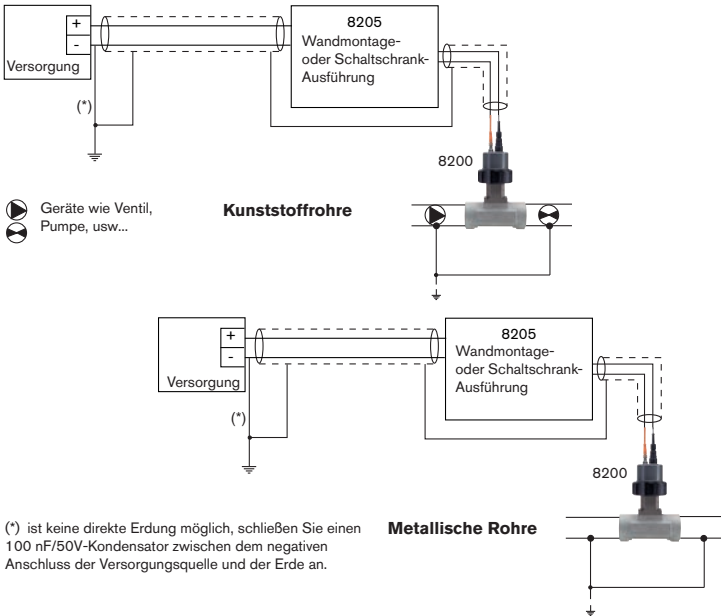 +
-
Versorgung
(*)
8205
Wandmontage-
oder Schaltschrank-
Ausführung
8200
Geräte wie Ventil,
Pumpe, usw...
Kunststoffrohre
+
-
Versorgung
(*)
8205
Wandmontage-
oder Schaltschrank-
Ausführung
8200
(*) ist keine direkte Erdung möglich, schließen Sie einen
100 nF/50V-Kondensator zwischen dem negativen
Anschluss der Versorgungsquelle und der Erde an.
Metallische Rohre